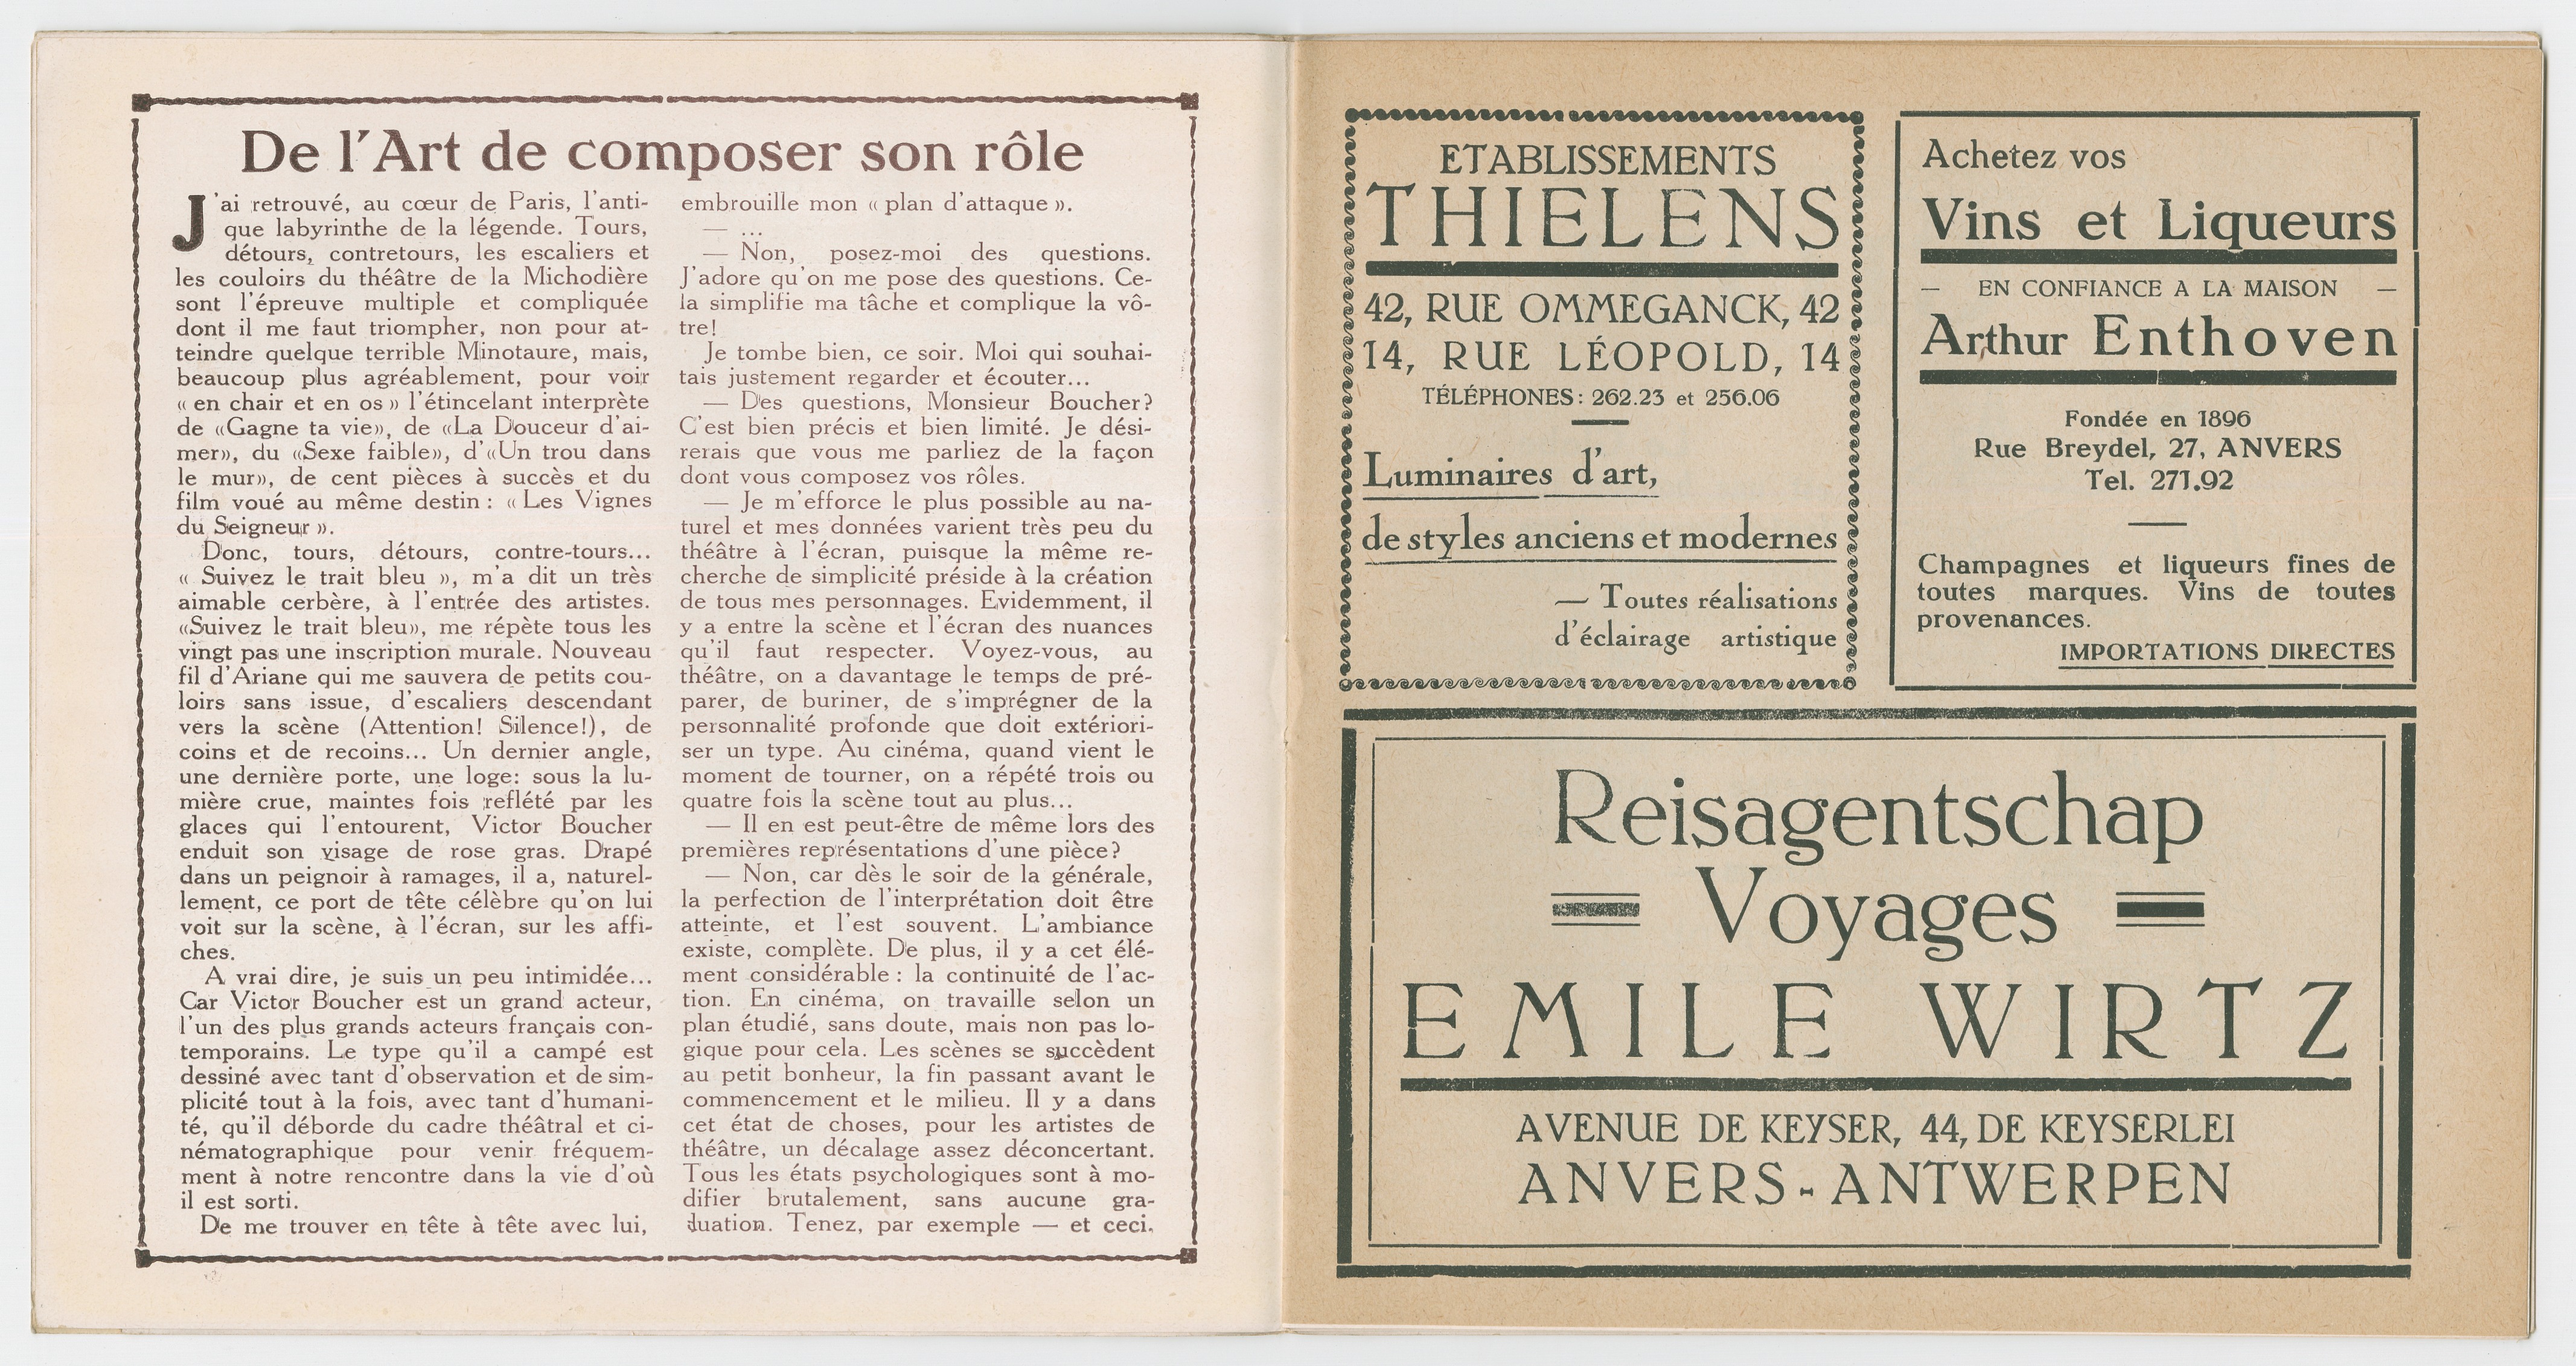 De l'Art de composer son rôle
J'ai retrouvé, au cœur de Paris, l'anti-
que labyrinthe de la légende. Tours,
détours, contretours, les escaliers et
les couloirs du théâtre de la Michodière
sont l'épreuve multiple et compliquée
dont il me faut triompher, non pour at-
teindre quelque terrible Minotaure, mais,
beaucoup plus agréablement, pour voir
« en chair et en os » l'étincelant interprète
de «Gagne ta vie», de «La Douceur d'ai-
mer», du «Sexe faible», d'«Un trou dans
le mur», de cent pièces à succès et du
film voué au même destin : « Les Vignes
du Seigneur ».
Donc, tours, détours, contre-tours...
« Suivez le trait bleu », m'a dit un très
aimable cerbère, à l'entrée des artistes.
«Suivez le trait bleu», me répète tous les
vingt pas une inscription murale. Nouveau
fil d'Ariane qui me sauvera de petits cou-
loirs sans issue, d'escaliers descendant
vers la scène (Attention! Silence!), de
coins et de recoins... Un dernier angle,
une dernière porte, une loge: sous la lu-
mière crue, maintes fois reflété par les
glaces qui l'entourent, Victor Boucher
enduit son visage de rose gras. Drapé
dans un peignoir à ramages, il a, naturel-
lement, ce port de tête célèbre qu'on lui
voit sur la scène, à l'écran, sur les affi-
ches.
A vrai dire, je suis un peu intimidée...
Car Victor Boucher est un grand acteur,
l'un des plus grands acteurs français con-
temporains. Le type qu'il a campé est
dessiné avec tant d'observation et de sim-
plicité tout à la fois, avec tant d'humani-
té, qu'il déborde du cadre théâtral et ci-
nématographique pour venir fréquem-
ment à notre rencontre dans la vie d'où
il est sorti.
De me trouver en tête à tête avec lui,
embrouille mon « plan d'attaque ».
— ...
— Non, posez-moi des questions.
J'adore qu'on me pose des questions. Ce-
la simplifie ma tâche et complique la vô-
tre!
Je tombe bien, ce soir. Moi qui souhai-
tais justement regarder et écouter...
— Des questions, Monsieur Boucher?
C'est bien précis et bien limité. Je dési-
rerais que vous me parliez de la façon
dont vous composez vos rôles.
— Je m'efforce le plus possible au na-
turel et mes données varient très peu du
théâtre à l'écran, puisque la même re-
cherche de simplicité préside à la création
de tous mes personnages. Evidemment, il
y a entre la scène et l'écran des nuances
qu'il faut respecter. Voyez-vous, au
théâtre, on a davantage le temps de pré-
parer, de buriner, de s'imprégner de la
personnalité profonde que doit extériori-
ser un type. Au cinéma, quand vient le
moment de tourner, on a répété trois ou
quatre fois la scène tout au plus...
— Il en est peut-être de même lors des
premières représentations d'une pièce?
— Non, car dès le soir de la générale,
la perfection de l'interprétation doit être
atteinte, et l'est souvent. L'ambiance
existe, complète. De plus, il y a cet élé-
ment considérable : la continuité de l'ac-
tion. En cinéma, on travaille selon un
plan étudié, sans doute, mais non pas lo-
gique pour cela. Les scènes se succèdent
au petit bonheur, la fin passant avant le
commencement et le milieu. Il y a dans
cet état de choses, pour les artistes de
théâtre, un décalage assez déconcertant.
Tous les états psychologiques sont à mo-
difier brutalement, sans aucune gra-
duation. Tenez, par exemple — et ceci,
ETABLISSEMENTS
THIELENS
42, RUE OMMEGANCK, 42
14, RUE LÉOPOLD, 14
TÉLÉPHONES: 262.23 et 256.06
Luminaires d'art,
de styles anciens et modernes
— Toutes réalisations
d'éclairage artistique
Achetez vos
Vins et Liqueurs
— EN CONFIANCE A LA MAISON —
Arthur Enthoven
Fondée en 1896
Rue Breydel, 27, ANVERS
Tel. 271.92
Champagnes et liqueurs fines de
toutes marques. Vins de toutes
provenances.
IMPORTATIONS DIRECTES
Reisagentschap
Voyages
EMILE WIRTZ
AVENUE DE KEYSER, 44, DE KEYSERLEI
ANVERS - ANTWERPEN